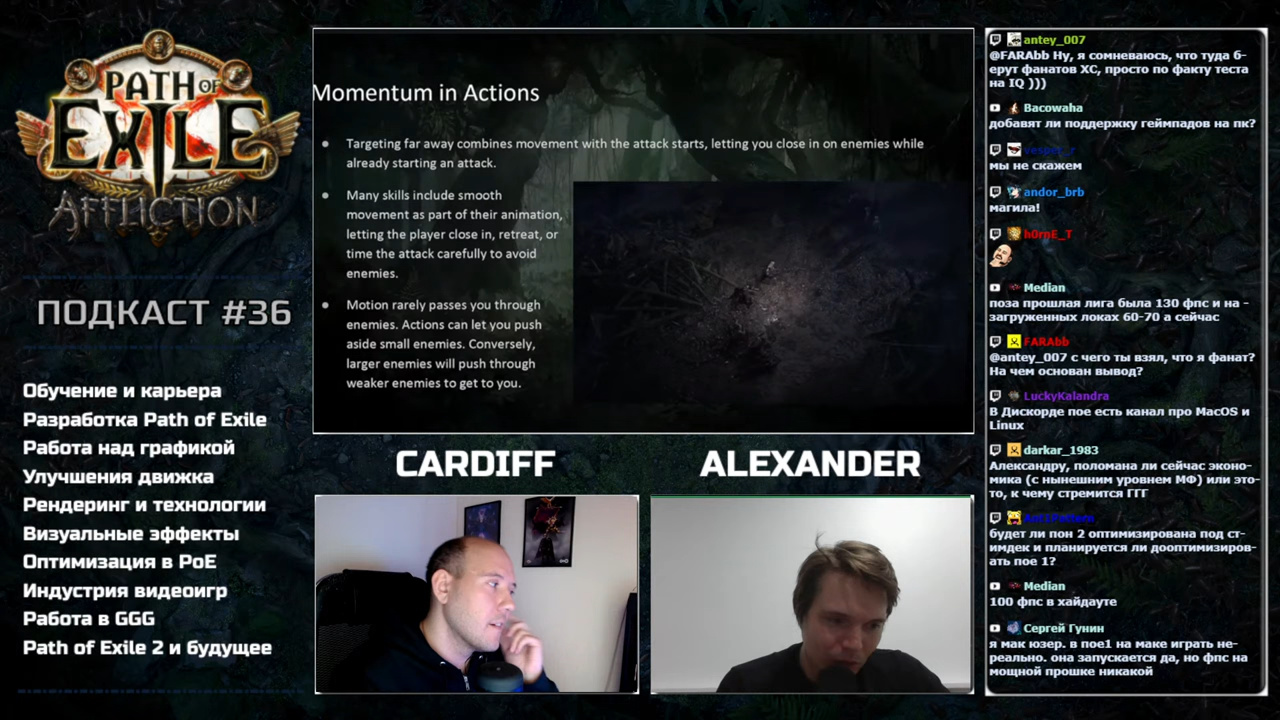 PATH OF
EXILE
AFFLICTION
ПОДКАСТ #36
Обучение и карьера
Разработка Path of Exile
Работа над графикой
Улучшения движка
Рендеринг и технологии
Визуальные эффекты
Оптимизация в PoE
Индустрия видеоигр
Работа в GGG
Path of Exile 2 и будущее
Momentum in Actions
Targeting far away combines movement with the attack starts, letting you close in on enemies while
already starting an attack.
Many skills include smooth
movement as part of their animation,
letting the player close in, retreat, or
time the attack carefully to avoid
enemies.
Motion rarely passes you through
enemies. Actions can let you push
aside small enemies. Conversely,
larger enemies will push through
weaker enemies to get to you.
CARDIFF
ALEXANDER
antey_007
@FARAbb Ну, я сомневаюсь, что туда б-
ерут фанатов ХС, просто по факту теста
на IQ )))
Bacowaha
добавят ли поддержку геймпадов на пк?
мы не скажем
andor_brb
магила!
h0rnE_T
Median
поза прошлая лига была 130 фпс и на -
загруженных локах 60-70 а сейчас
FARAbb
@antey_007 с чего ты взял, что я фанат?
На чем основан вывод?
LuckyKalandra
В Дискорде пое есть канал про MacOS и
Linux
darkar_1983
Александру, поломана ли сейчас эконо-
мика (с нынешним уровнем МФ) или это-
то, к чему стремится ГГГ
будет ли пон 2 оптимизирована под ст-
имдек и планируется ли дооптимизиров-
ать пое 1?
Median
100 фпс в хайдауте
Сергей Гунин
я мак юзер. в пое1 на маке играть не-
реально. она запускается да, но фпс на
мощной прошке никакой